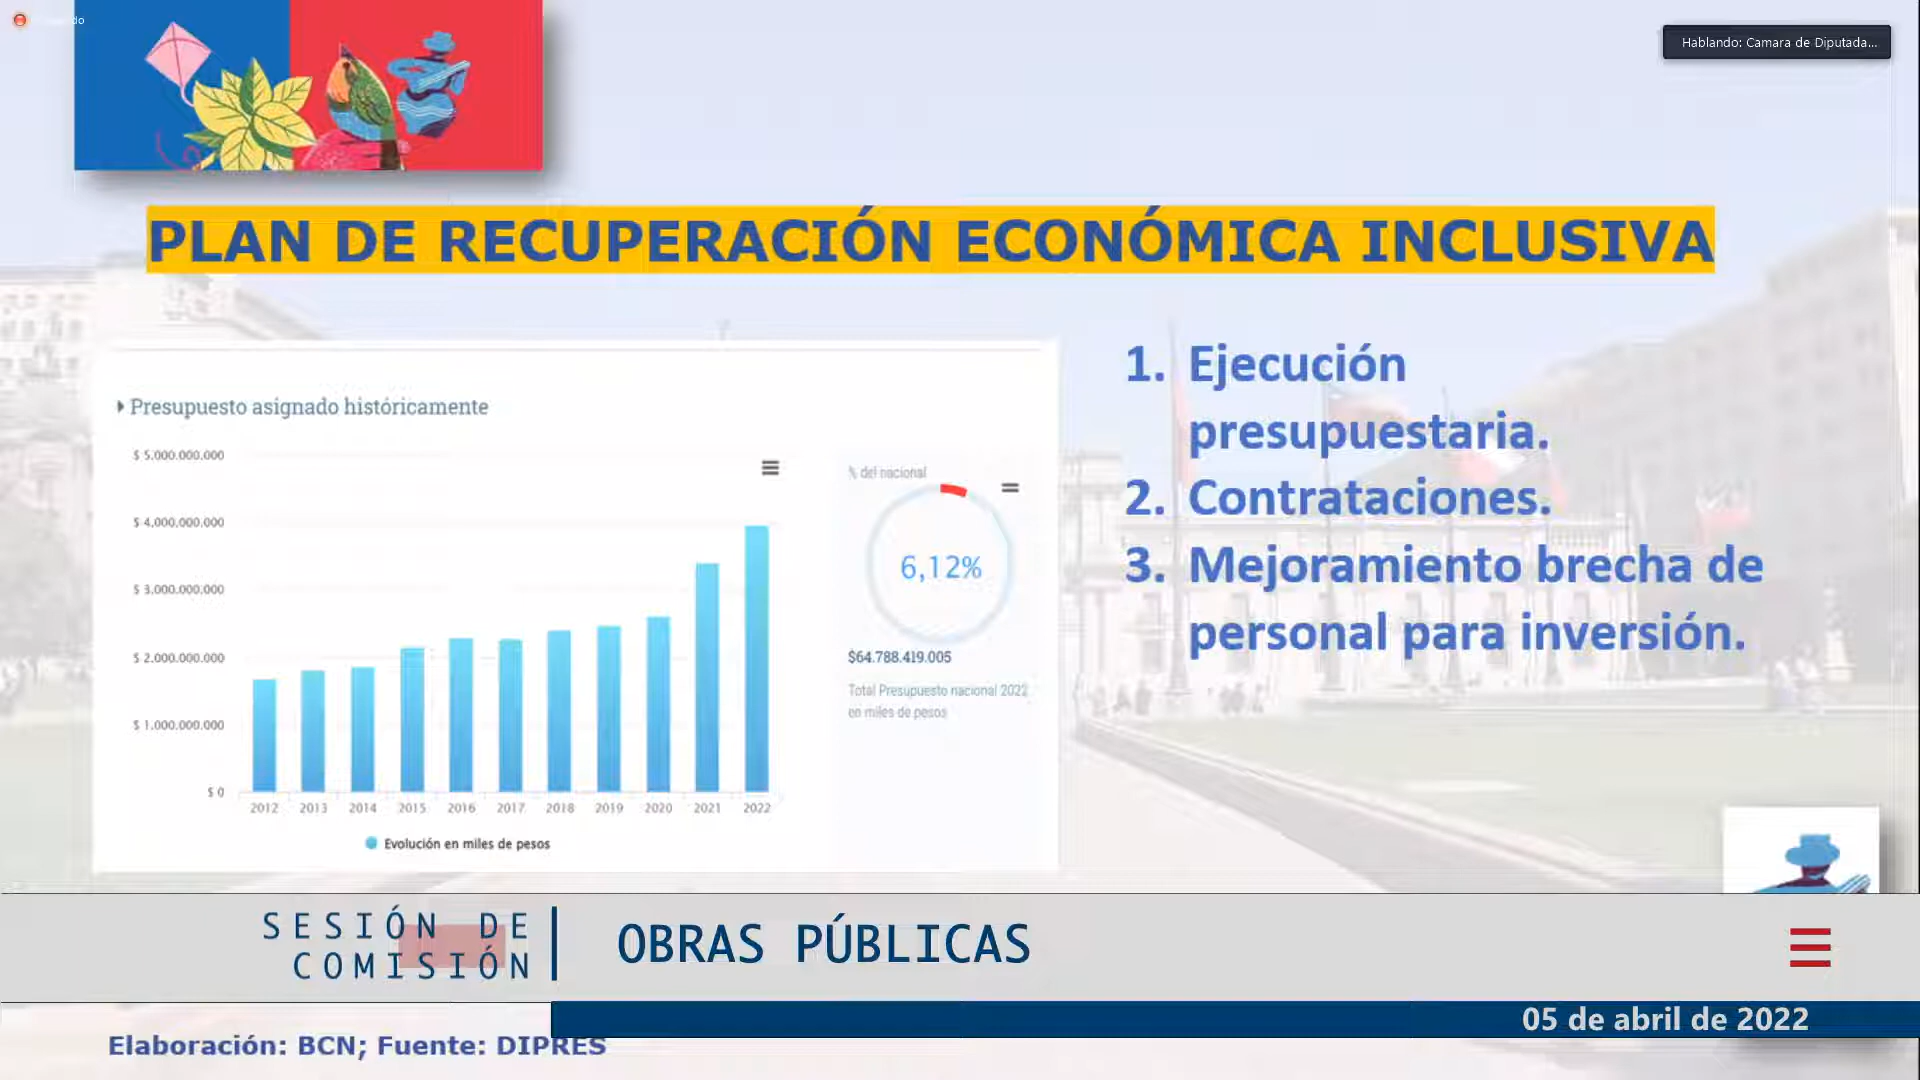 Hablando: Camara de Diputada...
PLAN DE RECUPERACIÓN ECONÓMICA INCLUSIVA
Presupuesto asignado históricamente
$ 5.000.000.000
$ 4.000.000.000
$ 3.000.000.000
$ 2.000.000.000
$ 1.000.000.000
$ 0
2012 2013 2014 2015 2016 2017 2018 2019 2020 2021 2022
Evolución en miles de pesos
% del nacional
6,12%
$64.788.419.005
Total Presupuesto nacional 2022
en miles de pesos
1. Ejecución
presupuestaria.
2. Contrataciones.
3. Mejoramiento brecha de
personal para inversión.
SESIÓN DE
COMISIÓN
OBRAS PÚBLICAS
05 de abril de 2022
Elaboración: BCN; Fuente: DIPRES